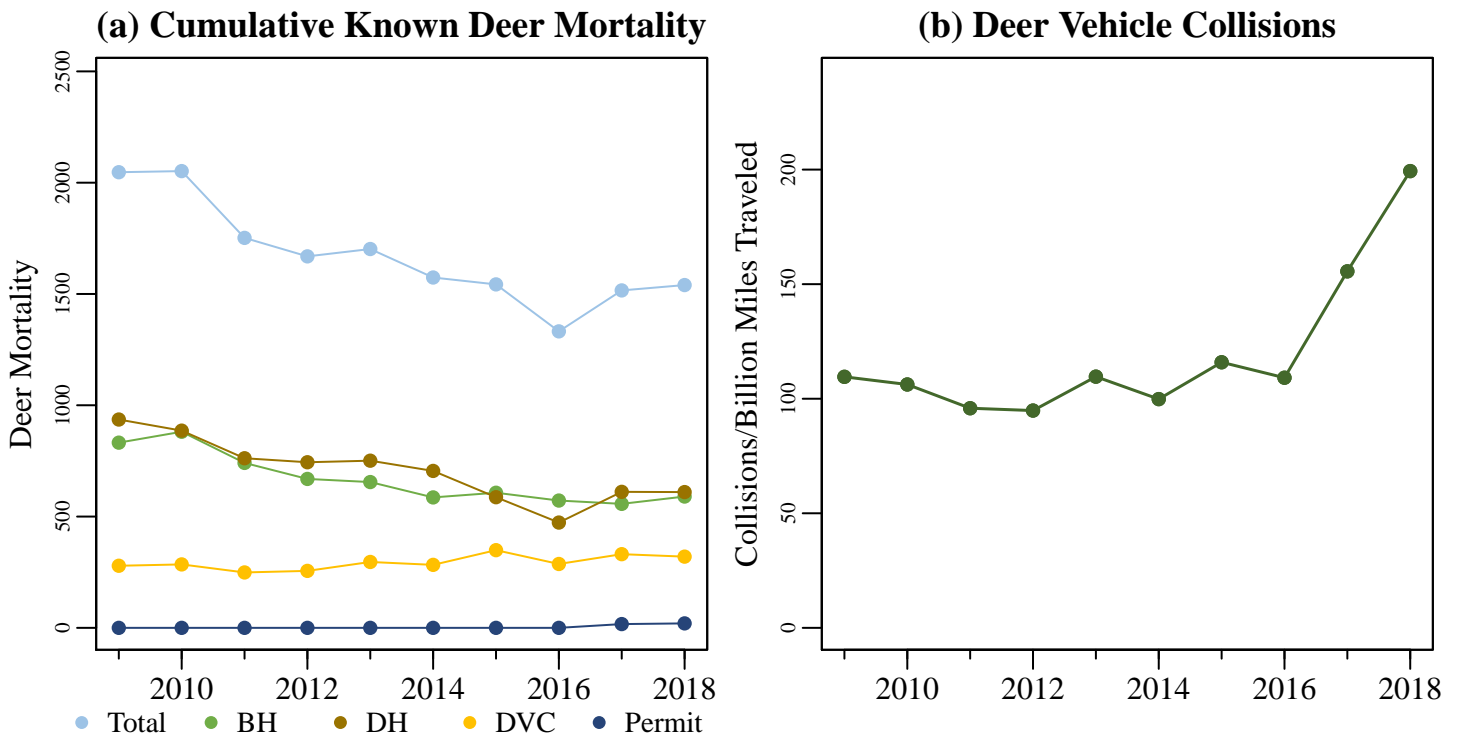 (a) Cumulative Known Deer Mortality
Deer Mortality
2500
2000
1500
1000
500
0
2010 2012 2014 2016 2018
Total BH DH DVC Permit
(b) Deer Vehicle Collisions
Collisions/Billion Miles Traveled
200
150
100
50
0
2010 2012 2014 2016 2018